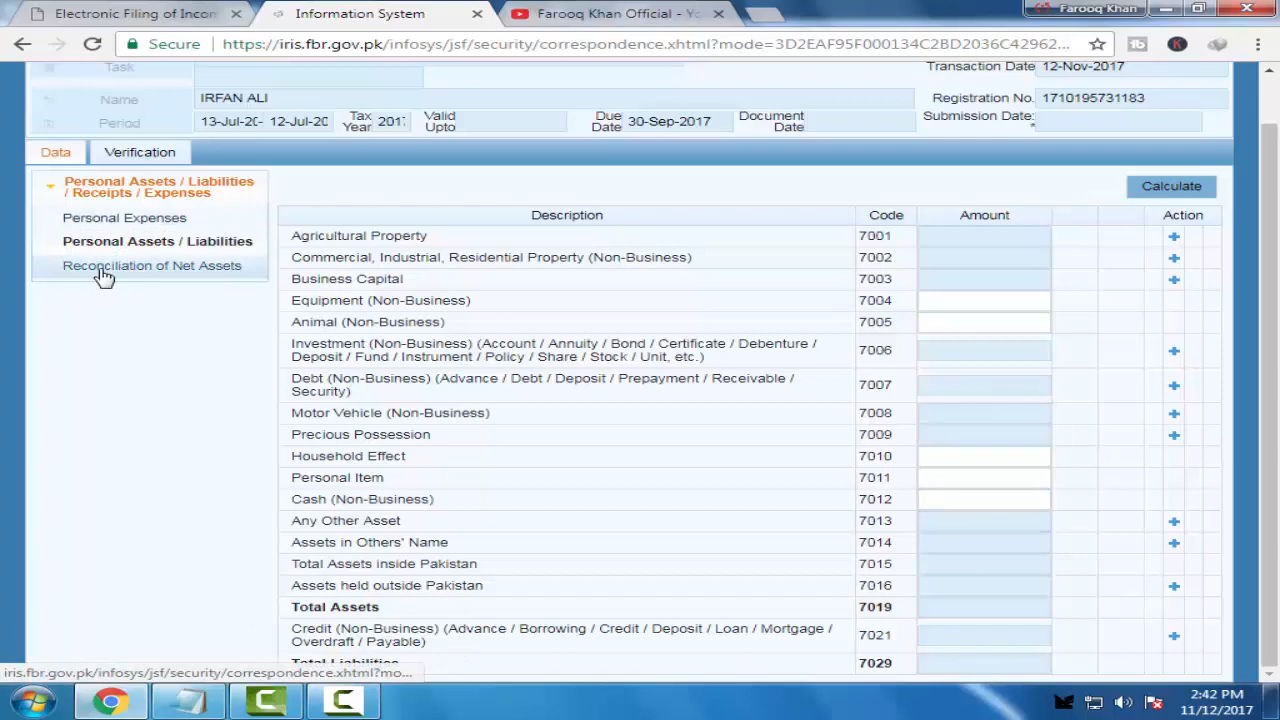 Electronic Filing of Incom
Information System
Farooq Khan Official - Yo
Farooq Khan
Secure
https://iris.fbr.gov.pk/infosys/jsf/security/correspondence.xhtml?mode=3D2EAF95F000134C2BD2036C42962...
Task
Transaction Date
12-Nov-2017
Name
IRFAN ALI
Registration No.
1710195731183
Period
13-Jul-20- 12-Jul-20
Tax Year
2017
Valid Upto
Due Date
30-Sep-2017
Document Date
Submission Date:
*
Data
Verification
Personal Assets / Liabilities
/ Receipts / Expenses
Personal Expenses
Personal Assets / Liabilities
Reconciliation of Net Assets
Calculate
Description
Code
Amount
Action
Agricultural Property
7001
Commercial, Industrial, Residential Property (Non-Business)
7002
Business Capital
7003
Equipment (Non-Business)
7004
Animal (Non-Business)
7005
Investment (Non-Business) (Account / Annuity / Bond / Certificate / Debenture /
Deposit / Fund / Instrument / Policy / Share / Stock / Unit, etc.)
7006
Debt (Non-Business) (Advance / Debt / Deposit / Prepayment / Receivable /
Security)
7007
Motor Vehicle (Non-Business)
7008
Precious Possession
7009
Household Effect
7010
Personal Item
7011
Cash (Non-Business)
7012
Any Other Asset
7013
Assets in Others' Name
7014
Total Assets inside Pakistan
7015
Assets held outside Pakistan
7016
Total Assets
7019
Credit (Non-Business) (Advance / Borrowing / Credit / Deposit / Loan / Mortgage /
Overdraft / Payable)
7021
Total Liabilities
7029
iris.fbr.gov.pk/infosys/jsf/security/correspondence.xhtml?mo...
2:42 PM
11/12/2017